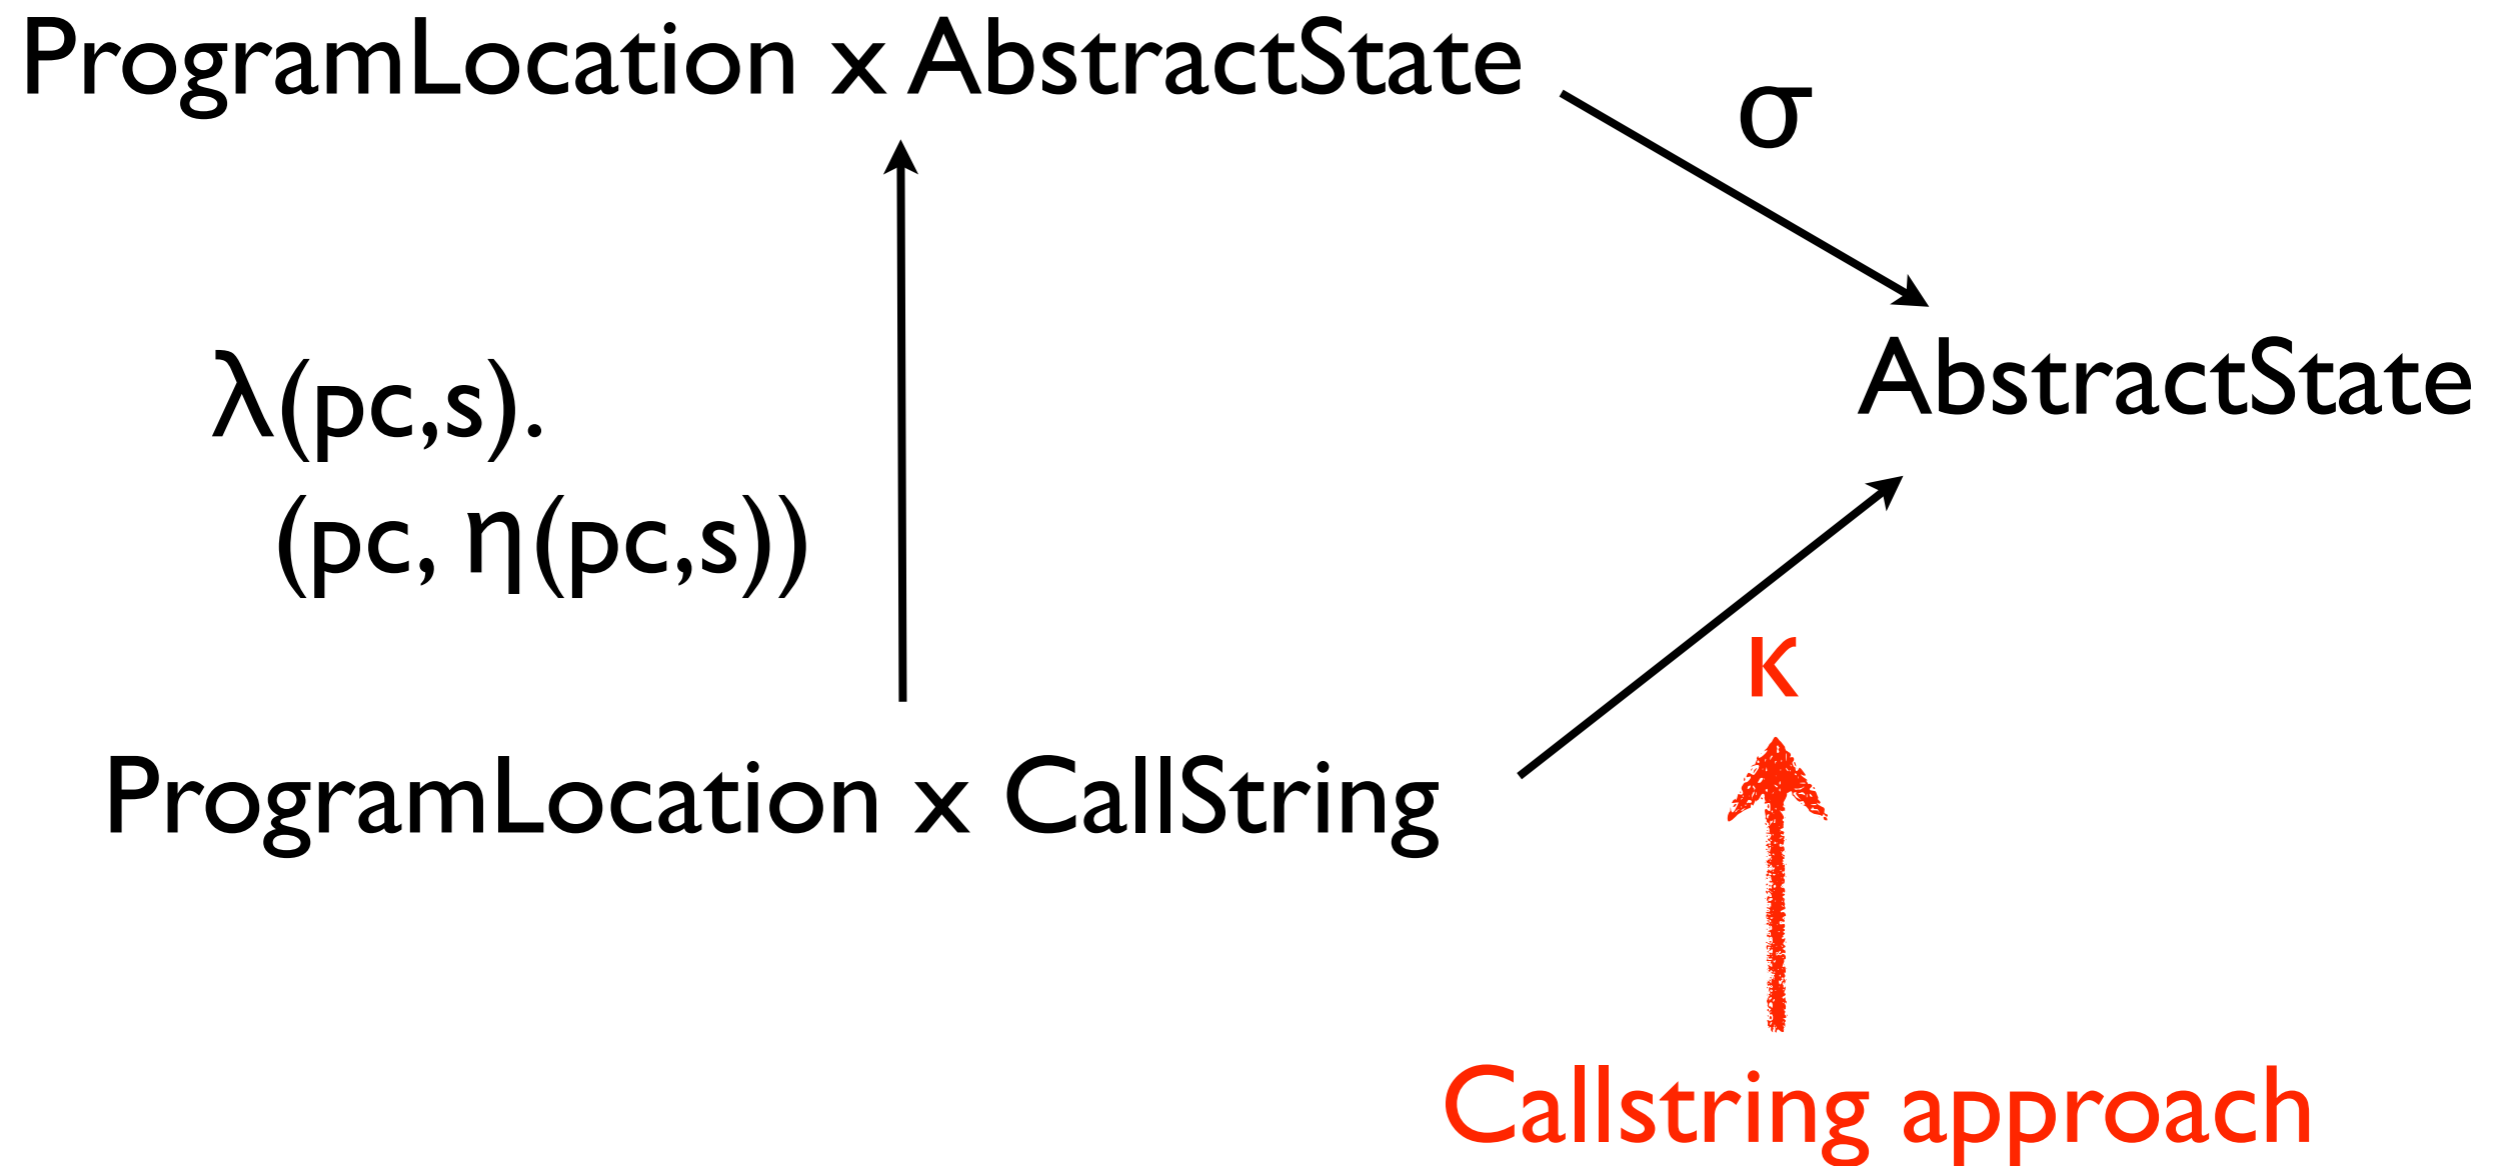 ProgramLocation x AbstractState
σ
AbstractState
λ(pc,s).
(pc, η(pc,s))
κ
ProgramLocation x CallString
Callstring approach